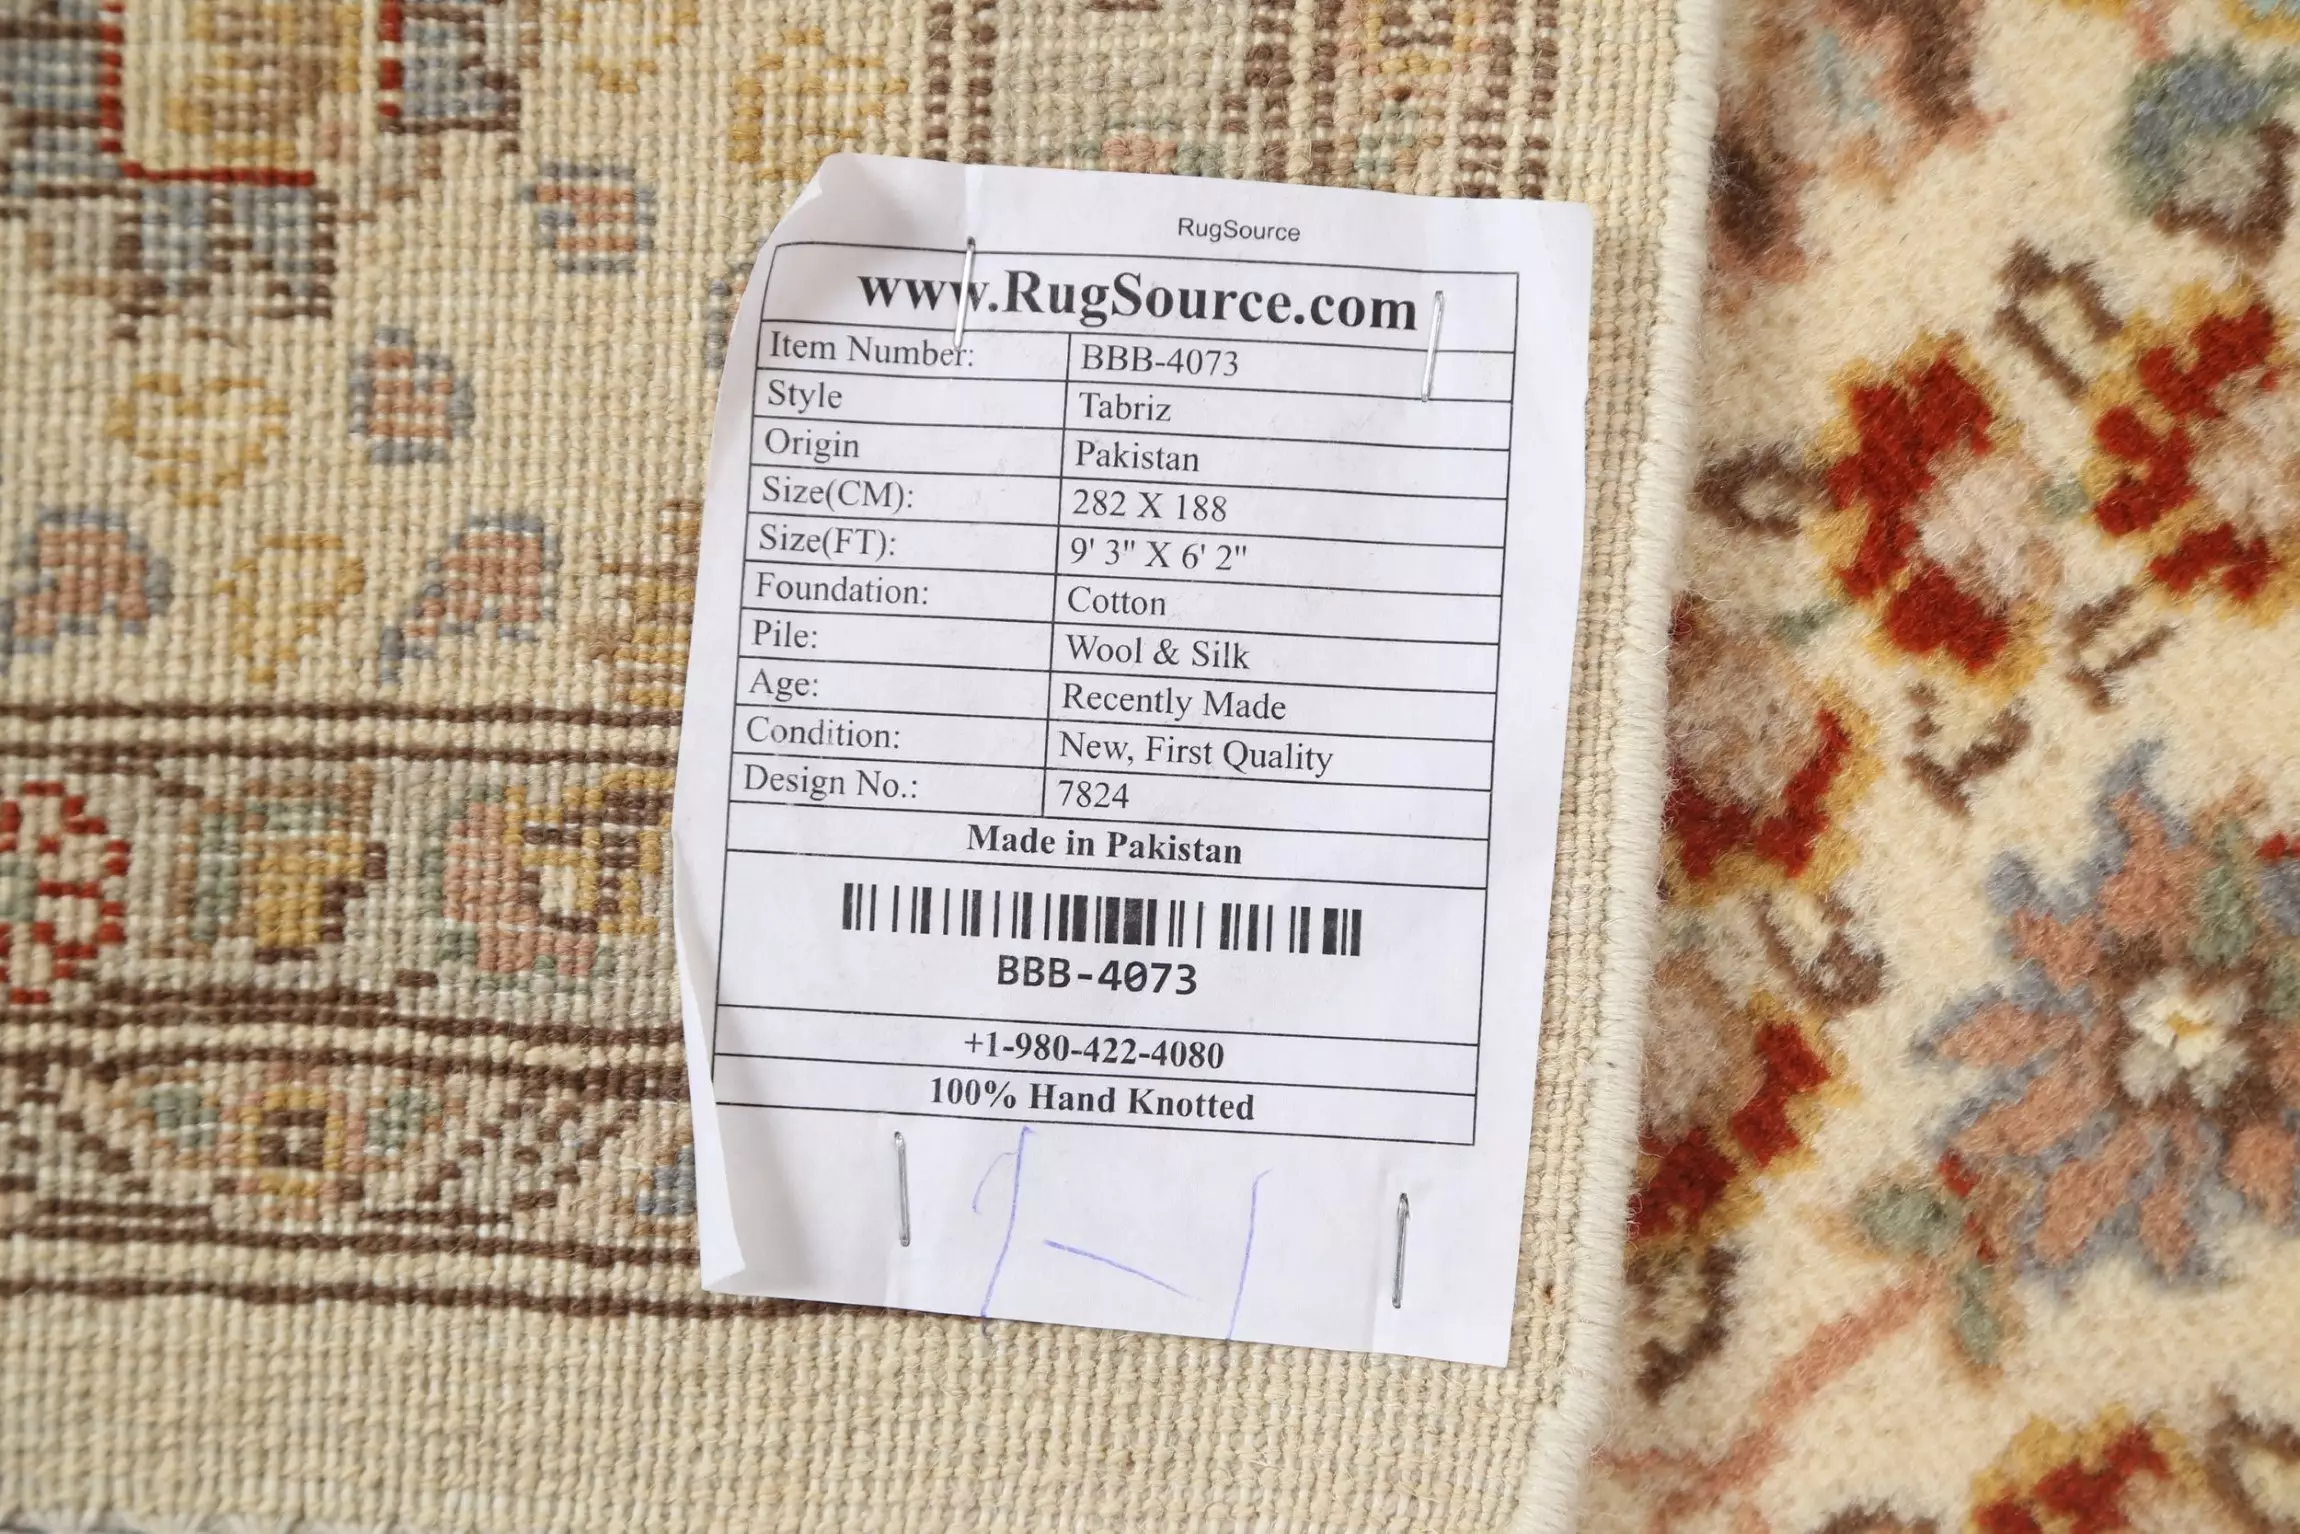 RugSource
www.RugSource.com
Item Number: BBB-4073
Style Tabriz
Origin Pakistan
Size(CM): 282 X 188
Size(FT): 9' 3" X 6' 2"
Foundation: Cotton
Pile: Wool & Silk
Age: Recently Made
Condition: New, First Quality
Design No.: 7824
Made in Pakistan
BBB-4073
+1-980-422-4080
100% Hand Knotted